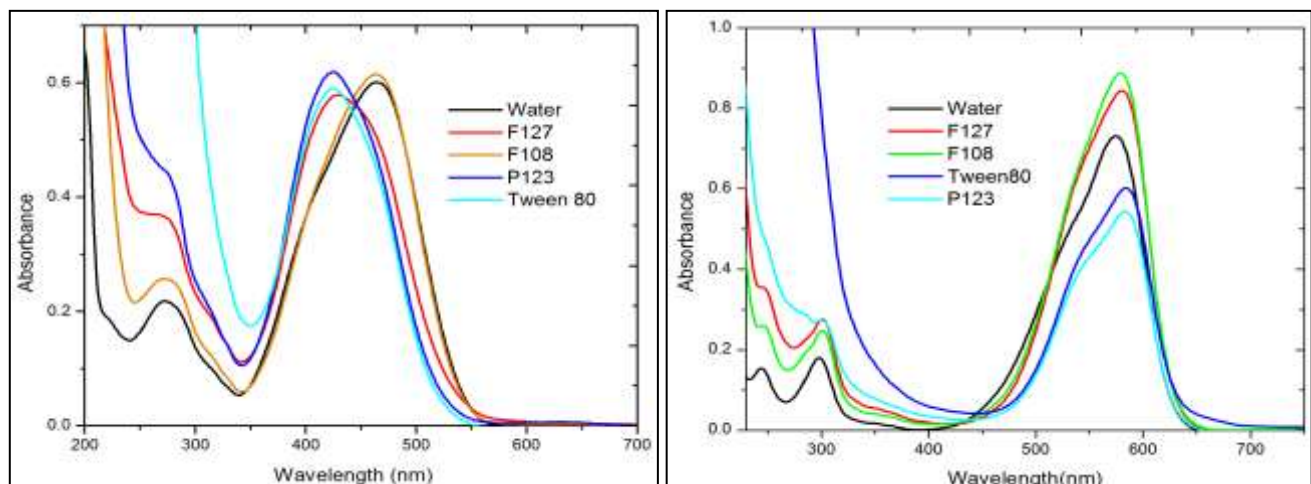 Absorbance
0.6
0.4
0.2
0.0
200
300
400
500
600
700
Wavelength (nm)
Water
F127
F108
P123
Tween 80
Absorbance
1.0
0.8
0.6
0.4
0.2
0.0
300
400
500
600
700
Wavelength(nm)
Water
F127
F108
Tween80
P123